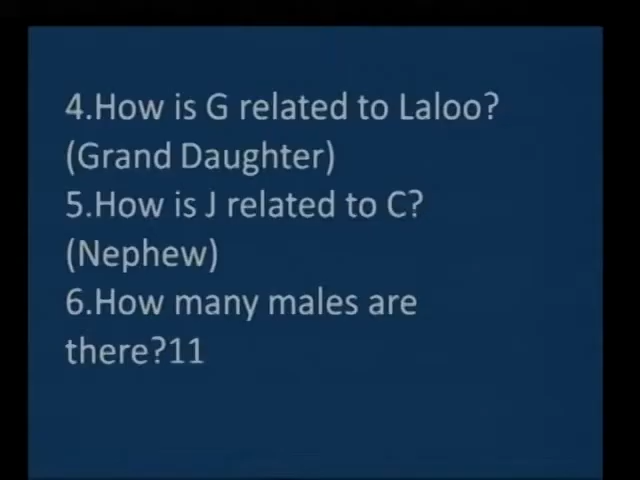 4.How is G related to Laloo?
(Grand Daughter)
5.How is J related to C?
(Nephew)
6.How many males are
there?11